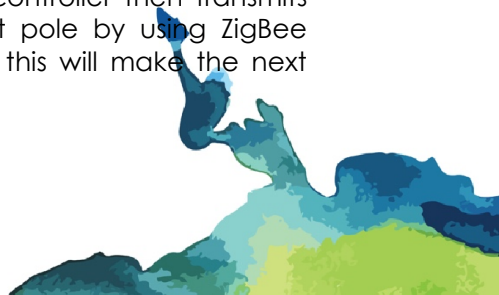 controller then transmits
t pole by using ZigBee
this will make the next